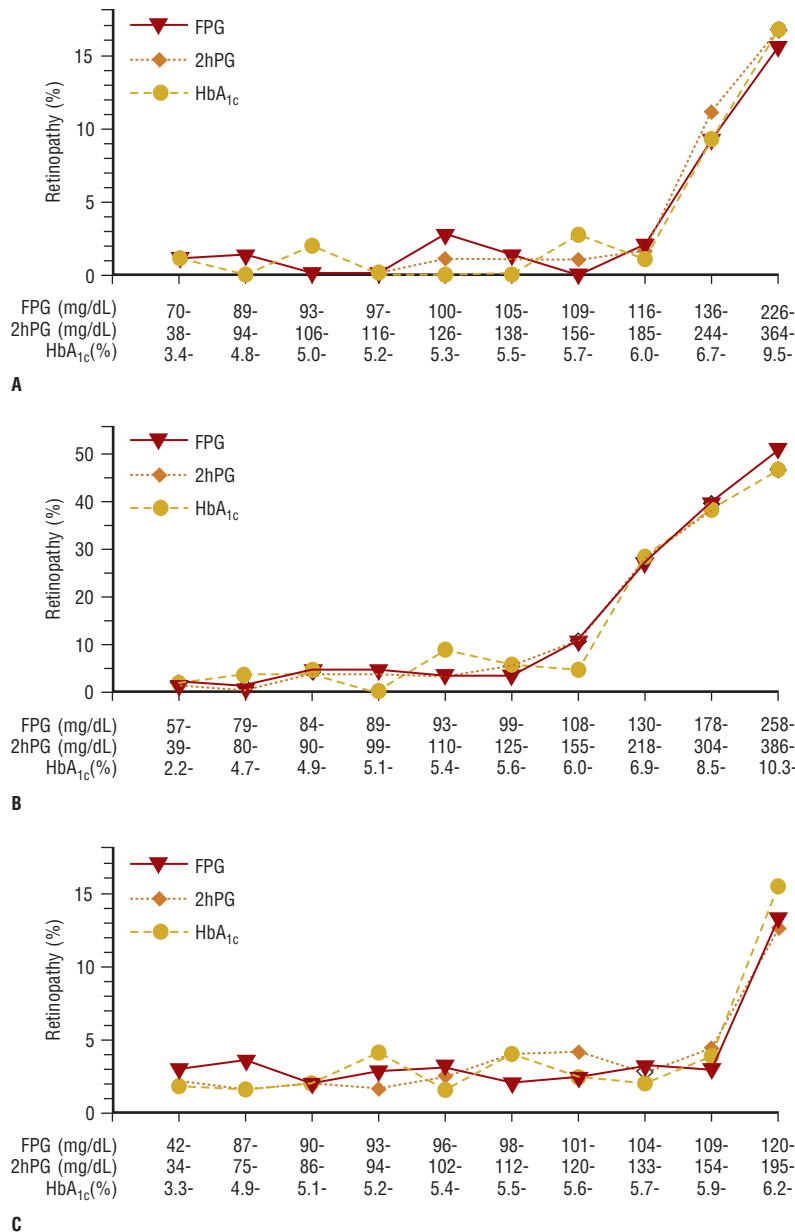 FPG
2hPG
HbA1c
Retinopathy (%)
15
10
5
0
FPG (mg/dL) 70- 89- 93- 97- 100- 105- 109- 116- 136- 226-
2hPG (mg/dL) 38- 94- 106- 116- 126- 138- 156- 185- 244- 364-
HbA1c(%) 3.4- 4.8- 5.0- 5.2- 5.3- 5.5- 5.7- 6.0- 6.7- 9.5-
A
FPG
2hPG
HbA1c
Retinopathy (%)
50
40
30
20
10
0
FPG (mg/dL) 57- 79- 84- 89- 93- 99- 108- 130- 178- 258-
2hPG (mg/dL) 39- 80- 90- 99- 110- 125- 155- 218- 304- 386-
HbA1c(%) 2.2- 4.7- 4.9- 5.1- 5.4- 5.6- 6.0- 6.9- 8.5- 10.3-
B
FPG
2hPG
HbA1c
Retinopathy (%)
15
10
5
0
FPG (mg/dL) 42- 87- 90- 93- 96- 98- 101- 104- 109- 120-
2hPG (mg/dL) 34- 75- 86- 94- 102- 112- 120- 133- 154- 195-
HbA1c(%) 3.3- 4.9- 5.1- 5.2- 5.4- 5.5- 5.6- 5.7- 5.9- 6.2-
C